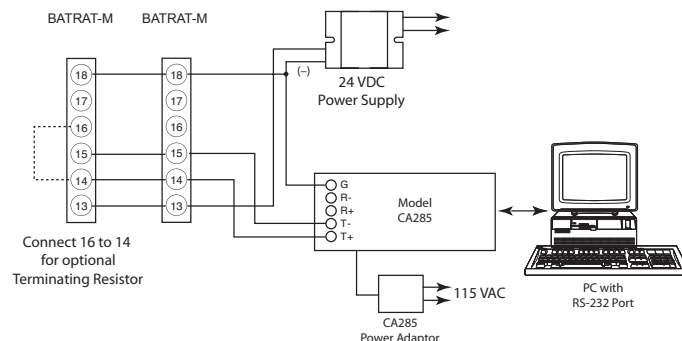 BATRAT-M
BATRAT-M
18
17
16
15
14
13
18
17
16
15
14
13
(–)
24 VDC
Power Supply
G
R-
R+
T-
T+
Model
CA285
Connect 16 to 14
for optional
Terminating Resistor
115 VAC
CA285
Power Adaptor
PC with
RS-232 Port